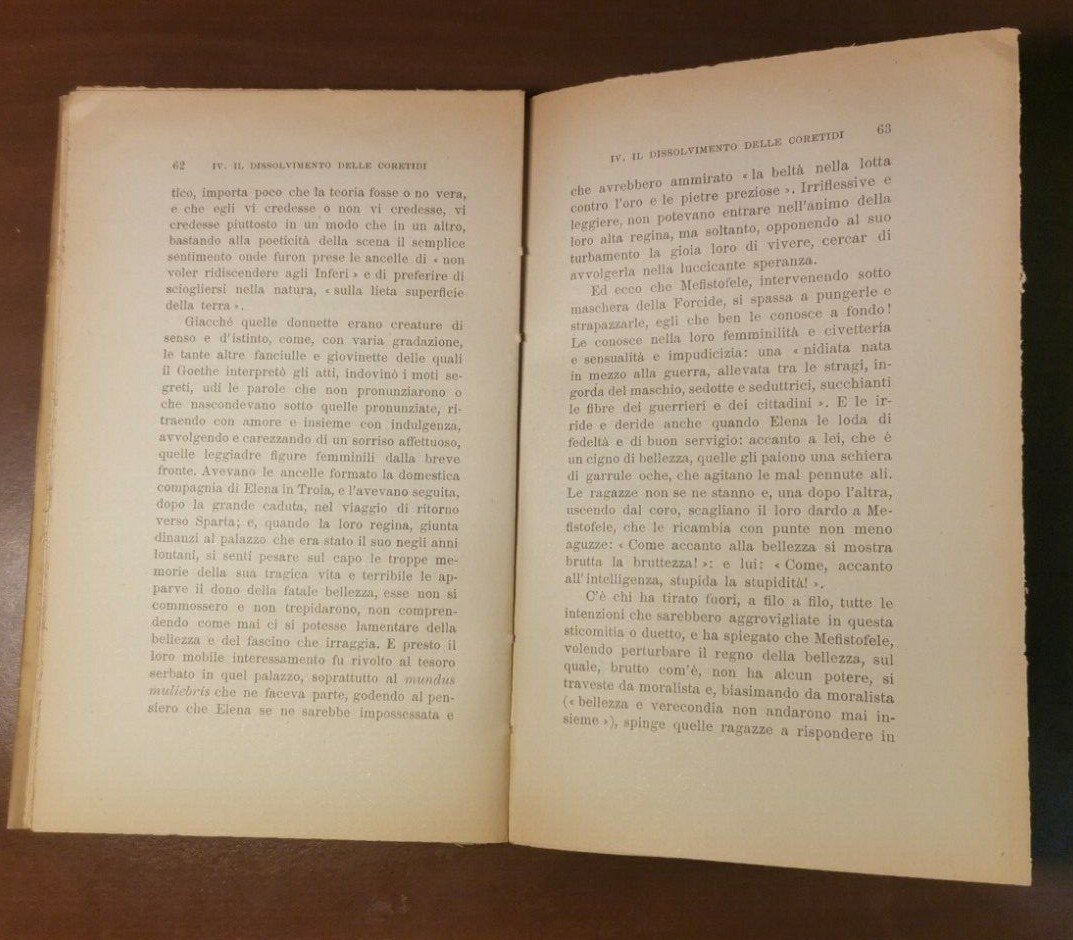 62 IV. IL DISSOLVIMENTO DELLE CORETIDI
tico, importa poco che la teoria fosse o no vera,
e che egli vi credesse o non vi credesse, vi
credesse piuttosto in un modo che in un altro,
bastando alla poeticità della scena il semplice
sentimento onde furon prese le ancelle di « non
voler ridiscendere agli Inferi » e di preferire di
sciogliersi nella natura, « sulla lieta superficie
della terra ».
Giacché quelle donnette erano creature di
senso e d'istinto, come, con varia gradazione,
le tante altre fanciulle e giovinette delle quali
il Goethe interpretò gli atti, indovinò i moti se-
greti, udí le parole che non pronunziarono o
che nascondevano sotto quelle pronunziate, ri-
traendo con amore e insieme con indulgenza,
avvolgendo e carezzando di un sorriso affettuoso,
quelle leggiadre figure femminili dalla breve
fronte. Avevano le ancelle formato la domestica
compagnia di Elena in Troia, e l'avevano seguita,
dopo la grande caduta, nel viaggio di ritorno
verso Sparta; e, quando la loro regina, giunta
dinanzi al palazzo che era stato il suo negli anni
lontani, si sentí pesare sul capo le troppe me-
morie della sua tragica vita e terribile le ap-
parve il dono della fatale bellezza, esse non si
commossero e non trepidarono, non compren-
dendo come mai ci si potesse lamentare della
bellezza e del fascino che irraggia. E presto il
loro mobile interessamento fu rivolto al tesoro
serbato in quel palazzo, soprattutto al mundus
muliebris che ne faceva parte, godendo al pen-
siero che Elena se ne sarebbe impossessata e
IV. IL DISSOLVIMENTO DELLE CORETIDI 63
che avrebbero ammirato « la beltà nella lotta
contro l'oro e le pietre preziose ». Irriflessive e
leggiere, non potevano entrare nell'animo della
loro alta regina, ma soltanto, opponendo al suo
turbamento la gioia loro di vivere, cercar di
avvolgerla nella luccicante speranza.
Ed ecco che Mefistofele, intervenendo sotto
maschera della Forcide, si spassa a pungerle e
strapazzarle, egli che ben le conosce a fondo!
Le conosce nella loro femminilità e civetteria
e sensualità e impudicizia: una « nidiata nata
in mezzo alla guerra, allevata tra le stragi, in-
gorda del maschio, sedotte e seduttrici, succhianti
le fibre dei guerrieri e dei cittadini ». E le ir-
ride e deride anche quando Elena le loda di
fedeltà e di buon servigio: accanto a lei, che è
un cigno di bellezza, quelle gli paiono una schiera
di garrule oche, che agitano le mal pennute ali.
Le ragazze non se ne stanno e, una dopo l'altra,
uscendo dal coro, scagliano il loro dardo a Me-
fistofele, che le ricambia con punte non meno
aguzze: « Come accanto alla bellezza si mostra
brutta la bruttezza! »: e lui: « Come, accanto
all'intelligenza, stupida la stupidità! ».
C'è chi ha tirato fuori, a filo a filo, tutte le
intenzioni che sarebbero aggrovigliate in questa
sticomitia o duetto, e ha spiegato che Mefistofele,
volendo perturbare il regno della bellezza, sul
quale, brutto com'è, non ha alcun potere, si
traveste da moralista e, biasimando da moralista
(« bellezza e verecondia non andarono mai in-
sieme »), spinge quelle ragazze a rispondere in